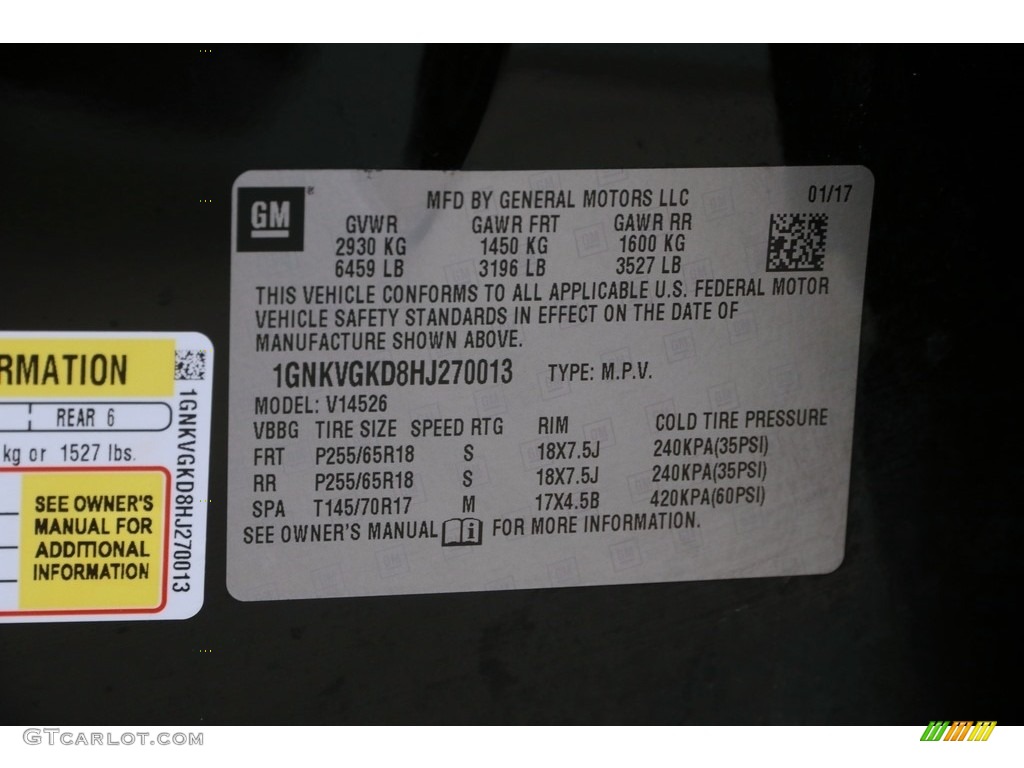 GM
MFD BY GENERAL MOTORS LLC 01/17
GVWR GAWR FRT GAWR RR
2930 KG 1450 KG 1600 KG
6459 LB 3196 LB 3527 LB
THIS VEHICLE CONFORMS TO ALL APPLICABLE U.S. FEDERAL MOTOR
VEHICLE SAFETY STANDARDS IN EFFECT ON THE DATE OF
MANUFACTURE SHOWN ABOVE.
1GNKVGKD8HJ270013 TYPE: M.P.V.
MODEL: V14526
VBBG TIRE SIZE SPEED RTG RIM COLD TIRE PRESSURE
FRT P255/65R18 S 18X7.5J 240KPA(35PSI)
RR P255/65R18 S 18X7.5J 240KPA(35PSI)
SPA T145/70R17 M 17X4.5B 420KPA(60PSI)
SEE OWNER'S MANUAL FOR MORE INFORMATION.
RMATION
REAR 6
kg or 1527 lbs.
SEE OWNER'S
MANUAL FOR
ADDITIONAL
INFORMATION
1GNKVGKD8HJ270013
GTCarlot.com